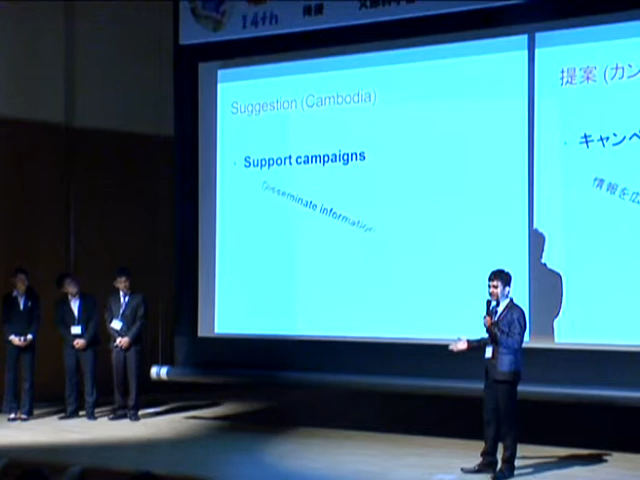 14th
Suggestion (Cambodia)
Support campaigns
Disseminate information
提案 (カン
キャンペ
情報を広